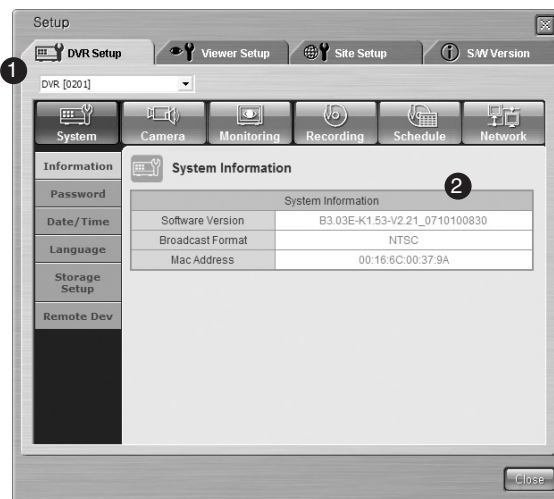 Setup
DVR Setup
Viewer Setup
Site Setup
S/W Version
1
DVR [0201]
System
Camera
Monitoring
Recording
Schedule
Network
Information
Password
Date/Time
Language
Storage
Setup
Remote Dev
System Information
2
System Information
Software Version B3.03E-K1.53-V2.21_0710100830
Broadcast Format NTSC
Mac Address 00:16:6C:00:37:9A
Close